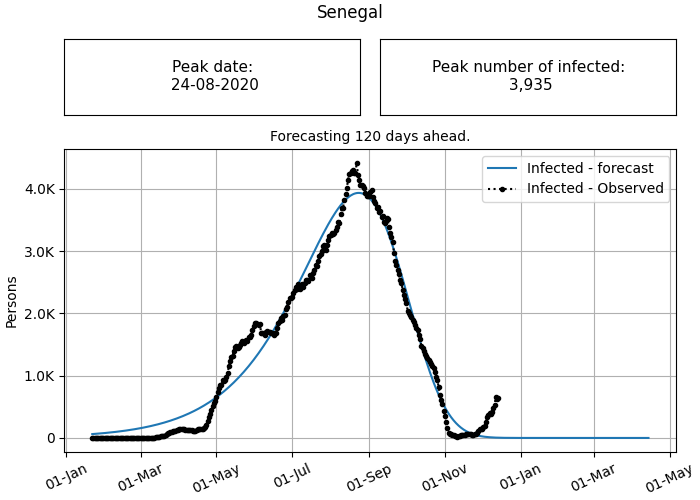 Senegal
Peak date:
24-08-2020
Peak number of infected:
3,935
Forecasting 120 days ahead.
Infected - forecast
Infected - Observed
Persons
4.0K
3.0K
2.0K
1.0K
0
01-Jan
01-Mar
01-May
01-Jul
01-Sep
01-Nov
01-Jan
01-Mar
01-May